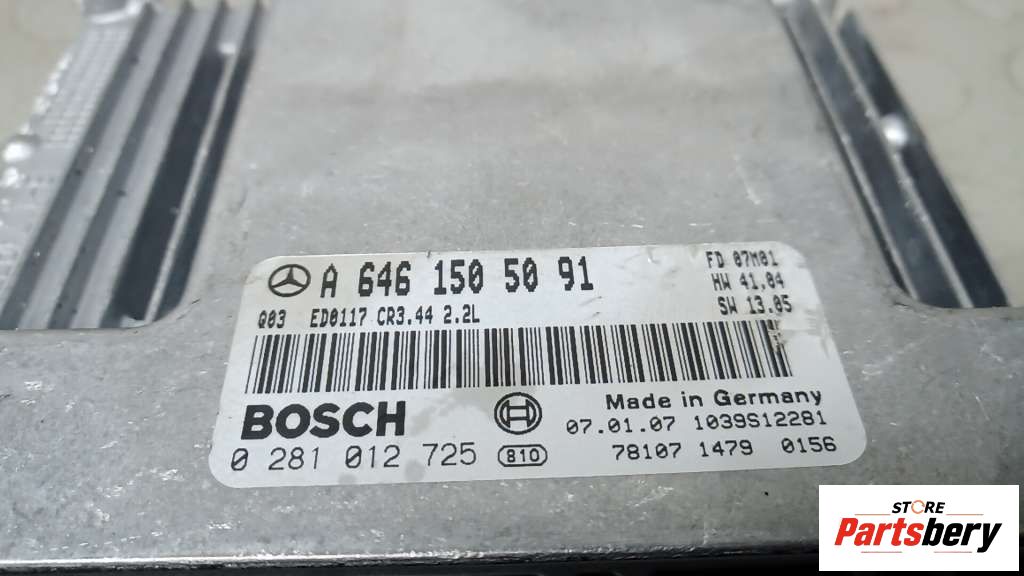 A 646 150 50 91
FD 07M01
HW 41.04
SW 13.05
Q03 ED0117 CR3.44 2.2L
BOSCH
Made in Germany
07.01.07 1039S12281
0 281 012 725 810
781071 1479 0156
STORE
Partsbery